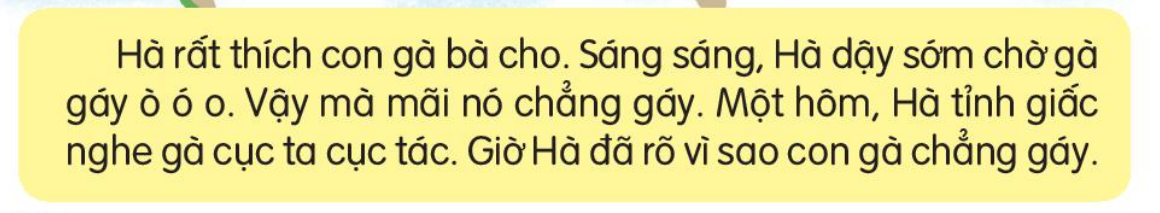 Hà rất thích con gà bà cho. Sáng sáng, Hà dậy sớm chờ gà
gáy ò ó o. Vậy mà mãi nó chẳng gáy. Một hôm, Hà tỉnh giấc
nghe gà cục ta cục tác. Giờ Hà đã rõ vì sao con gà chẳng gáy.